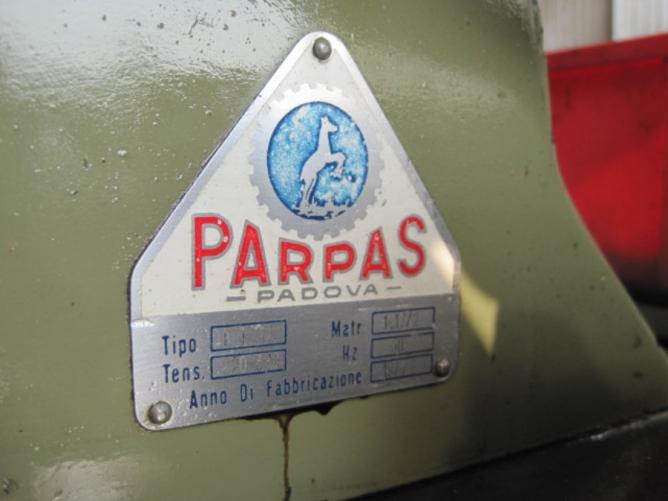 PARPAS
- PADOVA -
Tipo Matr
Tens. Hz
Anno Di Fabbricazione